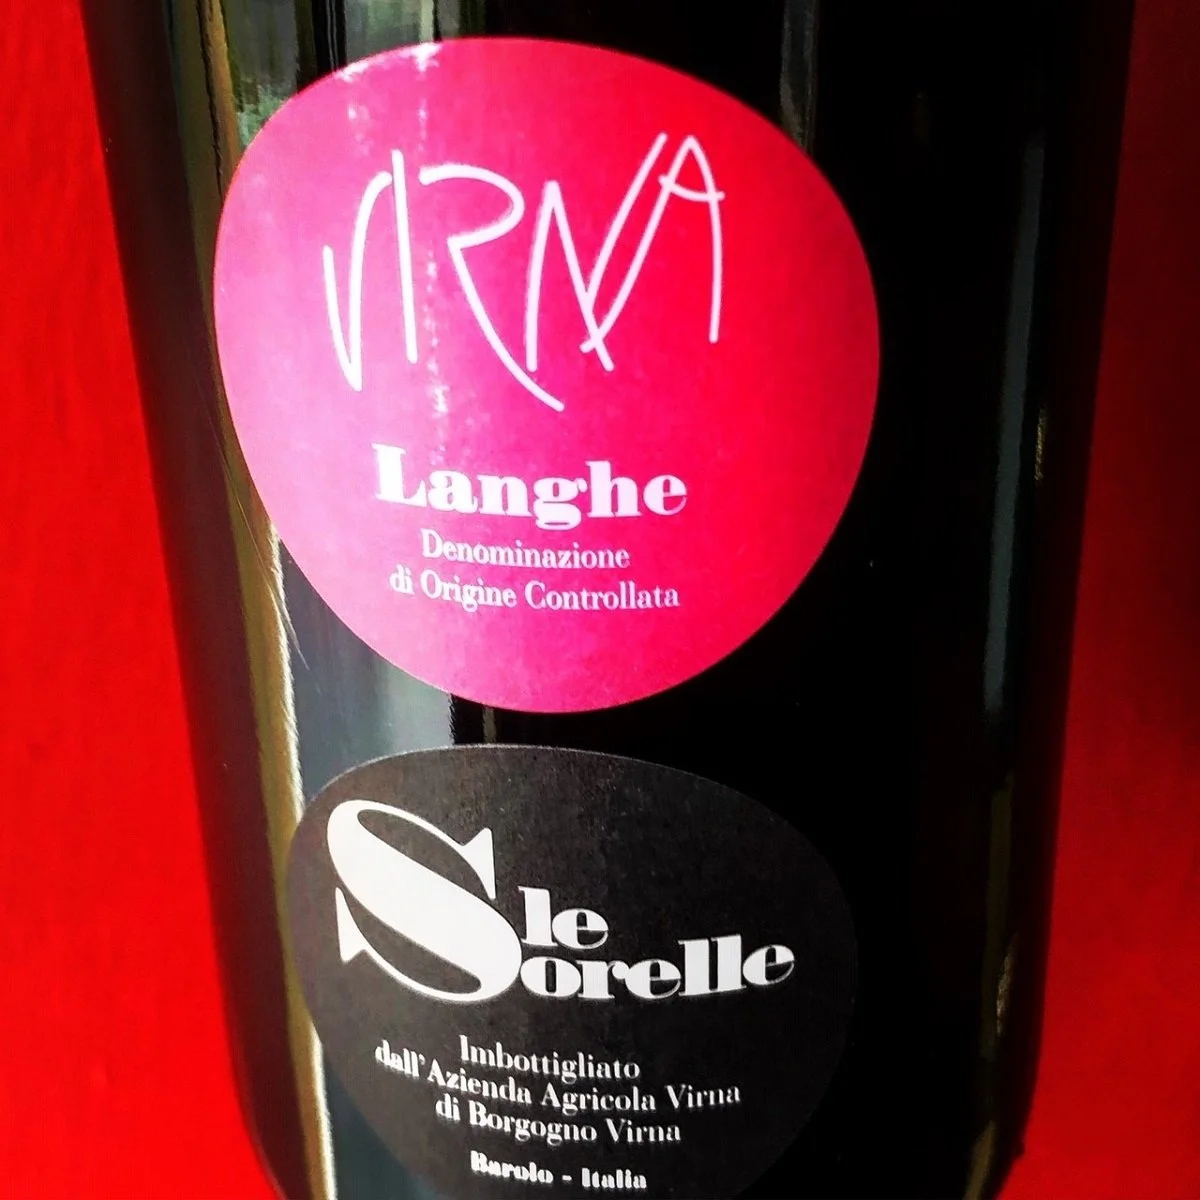 VIRNA
Langhe
Denominazione
di Origine Controllata
le
Sorelle
Imbottigliato
dall'Azienda Agricola Virna
di Borgogno Virna
Barolo - Italia